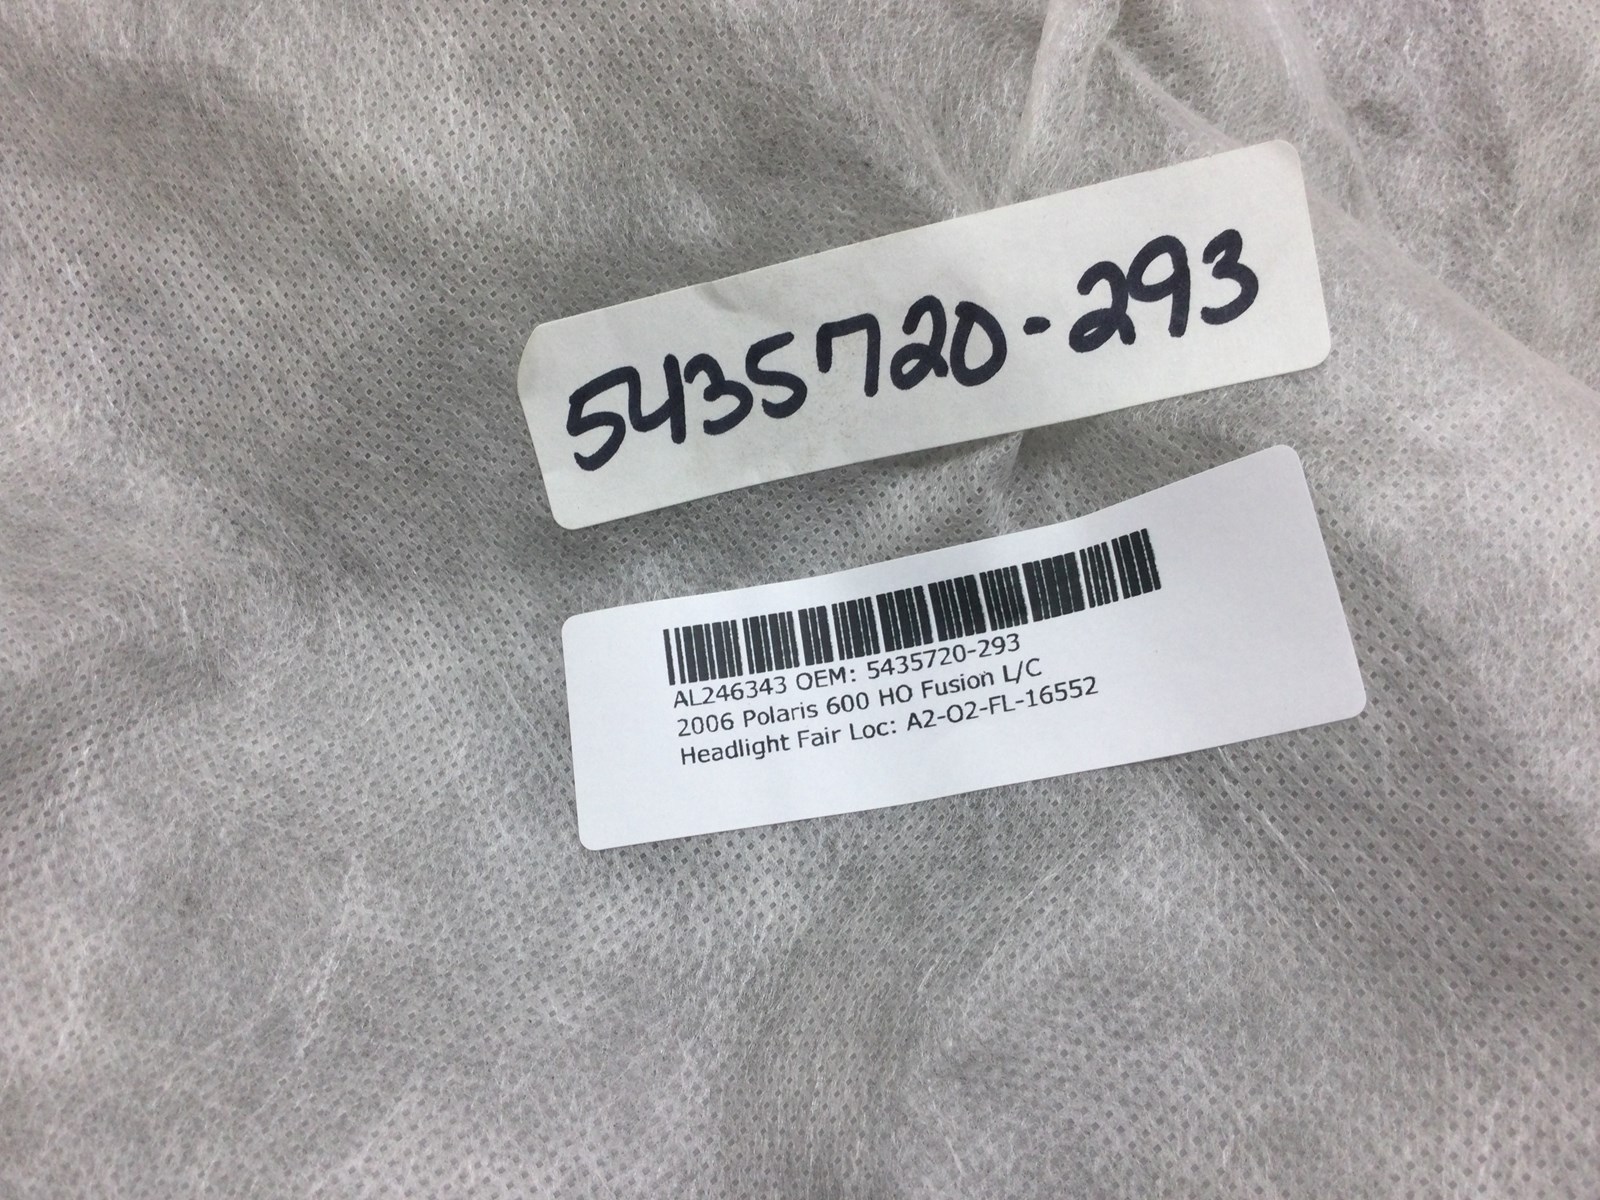 5435720-293
AL246343 OEM: 5435720-293
2006 Polaris 600 HO Fusion L/C
Headlight Fair Loc: A2-O2-FL-16552